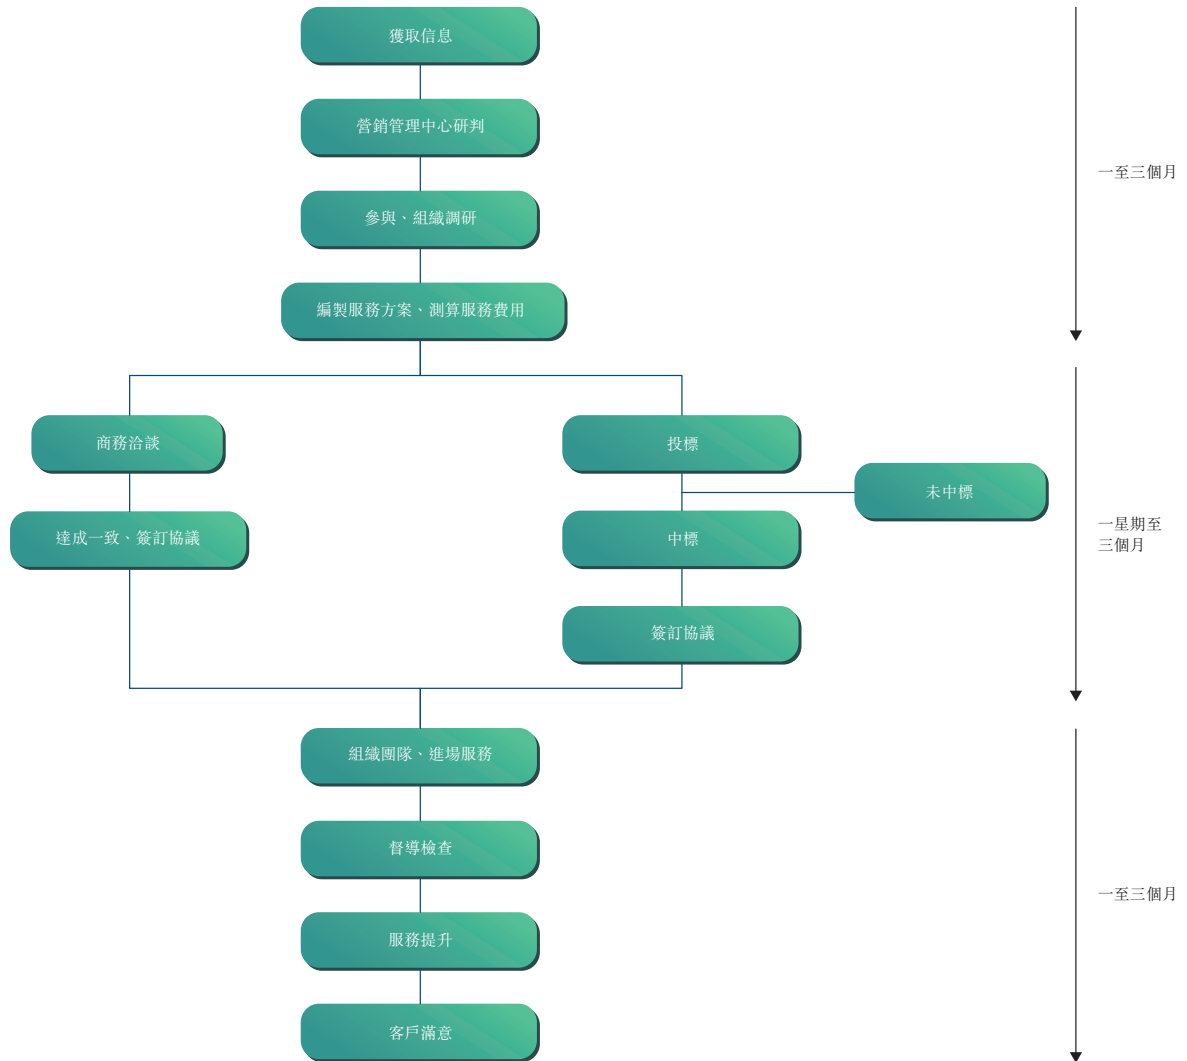 獲取信息
營銷管理中心研判
一至三個月
參與、組織調研
編製服務方案、測算服務費用
商務洽談
投標
未中標
一星期至
三個月
達成一致、簽訂協議
中標
簽訂協議
組織團隊、進場服務
督導檢查
一至三個月
服務提升
客戶滿意